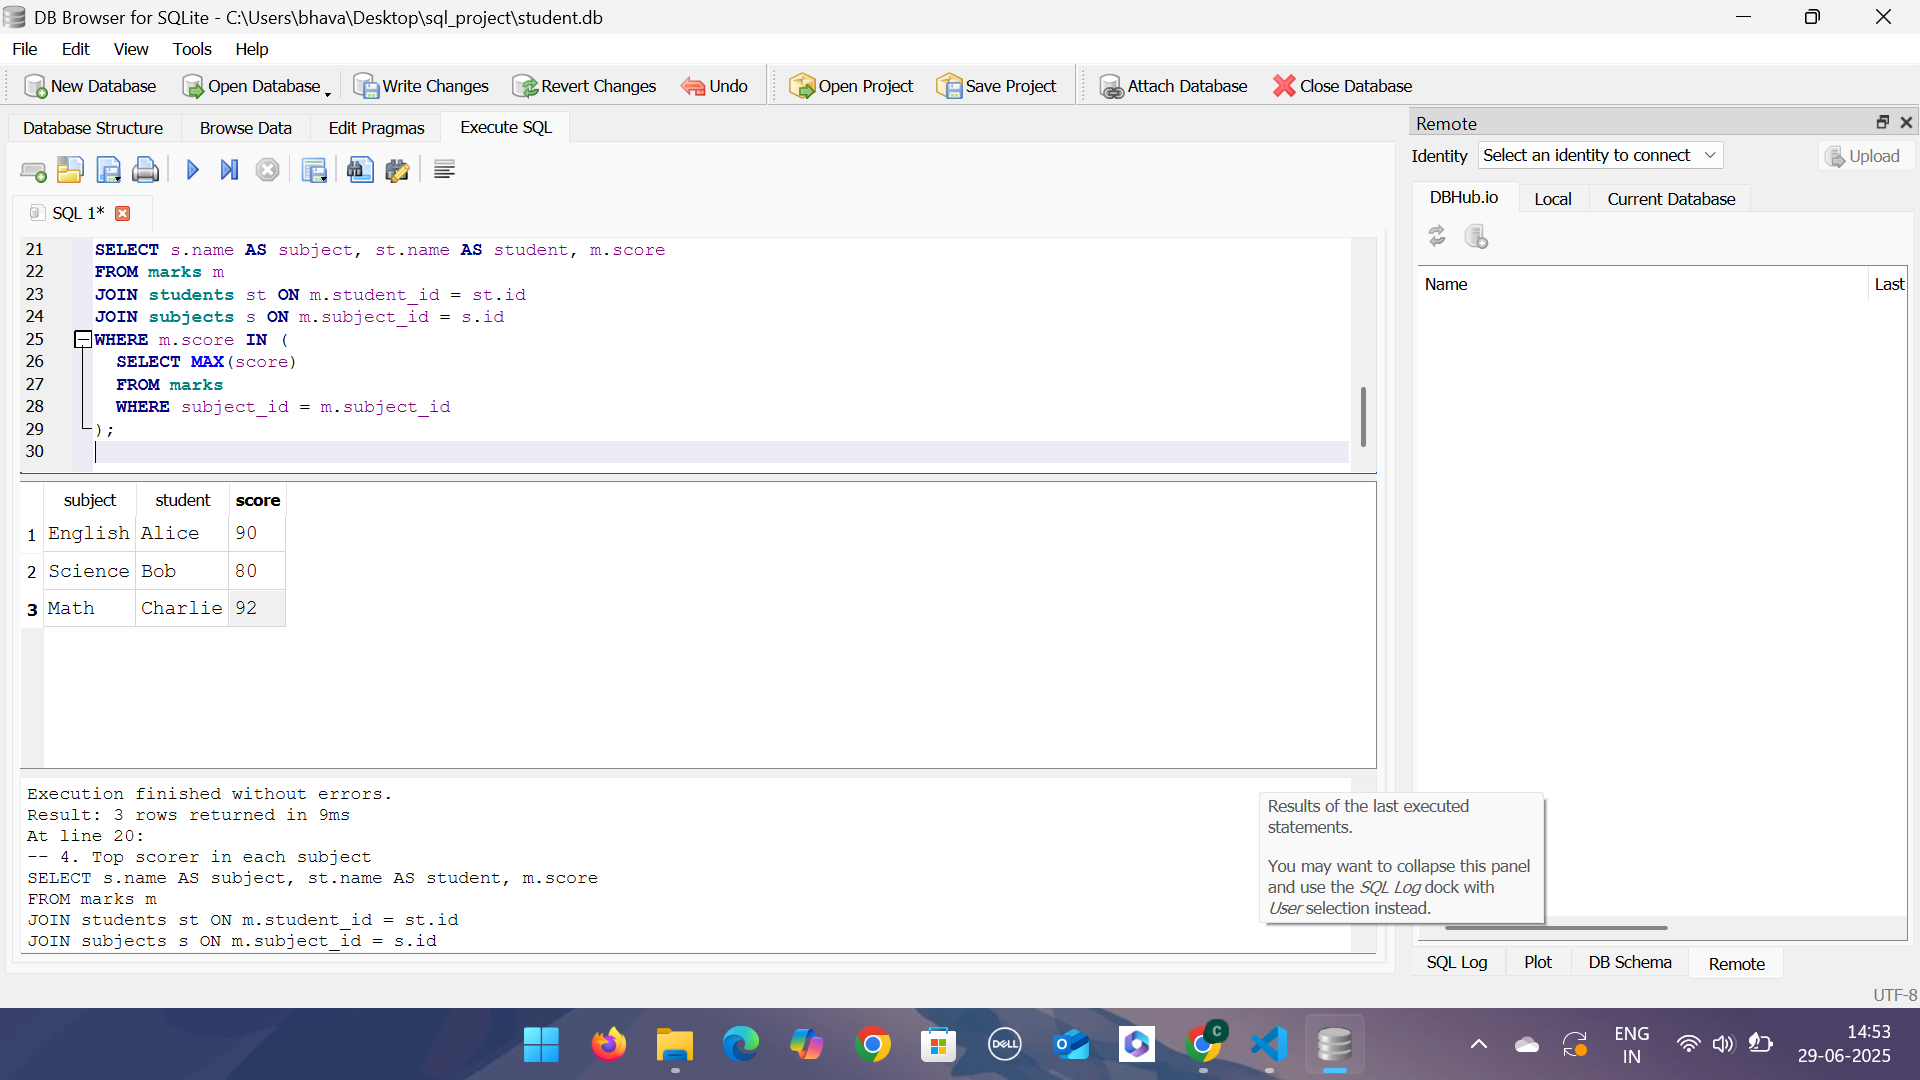 DB Browser for SQLite - C:\Users\bhava\Desktop\sql_project\student.db
File Edit View Tools Help
New Database Open Database Write Changes Revert Changes Undo Open Project Save Project Attach Database Close Database
Database Structure Browse Data Edit Pragmas Execute SQL
SQL 1*
21 SELECT s.name AS subject, st.name AS student, m.score
22 FROM marks m
23 JOIN students st ON m.student_id = st.id
24 JOIN subjects s ON m.subject_id = s.id
25 WHERE m.score IN (
26 SELECT MAX(score)
27 FROM marks
28 WHERE subject_id = m.subject_id
29 );
30
subject student score
1 English Alice 90
2 Science Bob 80
3 Math Charlie 92
Execution finished without errors.
Result: 3 rows returned in 9ms
At line 20:
-- 4. Top scorer in each subject
SELECT s.name AS subject, st.name AS student, m.score
FROM marks m
JOIN students st ON m.student_id = st.id
JOIN subjects s ON m.subject_id = s.id
Remote
Identity Select an identity to connect Upload
DBHub.io Local Current Database
Name Last
Results of the last executed
statements.
You may want to collapse this panel
and use the SQL Log dock with
User selection instead.
SQL Log Plot DB Schema Remote
UTF-8
DELL
C
ENG
IN
14:53
29-06-2025